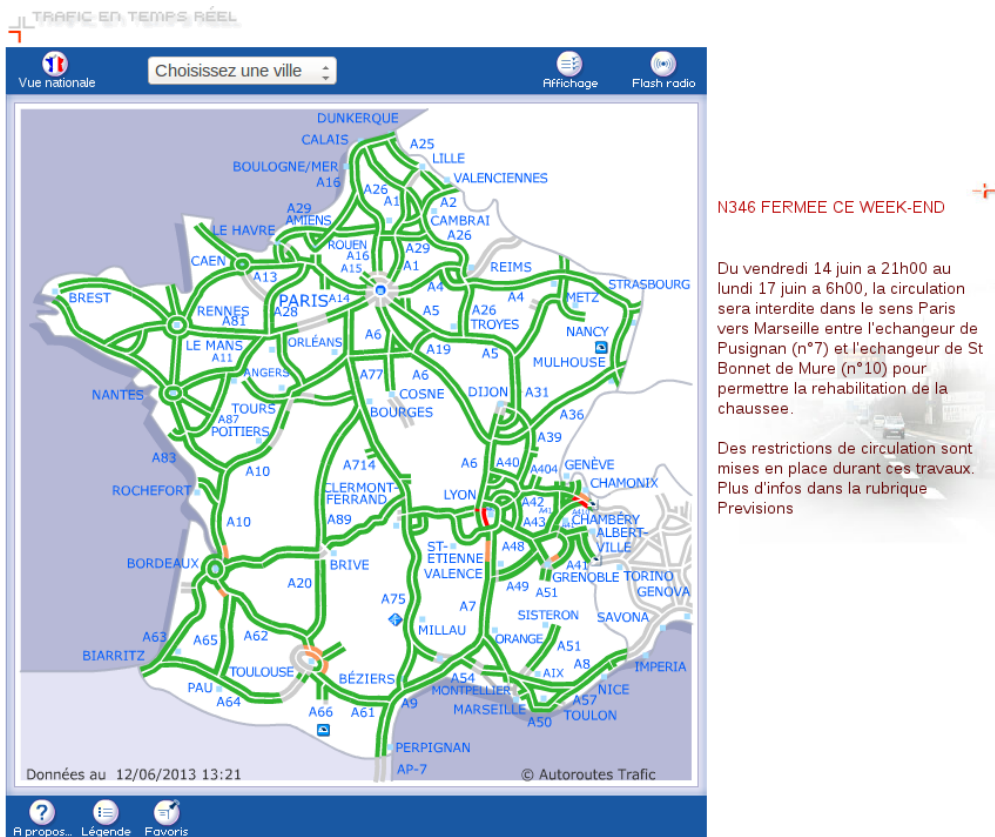 TRAFIC EN TEMPS RÉEL
Vue nationale
Choisissez une ville
Affichage
Flash radio
DUNKERQUE
CALAIS
A25
LILLE
BOULOGNE/MER
VALENCIENNES
A16
A26
A1
A2
A29
AMIENS
CAMBRAI
LE HAVRE
A26
ROUEN
A29
CAEN
A16
A15
A1
REIMS
A13
A4
STRASBOURG
BREST
PARIS
A14
A4
METZ
RENNES
A28
A5
A26
A81
TROYES
NANCY
A6
LE MANS
ORLÉANS
A19
A5
A11
MULHOUSE
ANGERS
A77
A6
NANTES
COSNE
DIJON
A31
TOURS
BOURGES
A36
A87
POITIERS
A39
A83
A10
A714
A6
A40
A404
GENÈVE
ROCHEFORT
CLERMONT-
FERRAND
LYON
CHAMONIX
A42
A41
A410
A10
A89
A43
CHAMBÉRY
ALBERT-
VILLE
ST-
ETIENNE
A48
BORDEAUX
BRIVE
VALENCE
A41
GRENOBLE
TORINO
A20
A49
A51
GENOVA
A75
A7
SISTERON
SAVONA
A63
A65
A62
MILLAU
ORANGE
A51
BIARRITZ
TOULOUSE
A8
IMPERIA
PAU
BÉZIERS
A54
AIX
NICE
A64
MONTPELLIER
A57
A66
A61
A9
MARSEILLE
TOULON
A50
PERPIGNAN
AP-7
Données au 12/06/2013 13:21
© Autoroutes Trafic
A propos...
Légende
Favoris
N346 FERMEE CE WEEK-END
Du vendredi 14 juin a 21h00 au
lundi 17 juin a 6h00, la circulation
sera interdite dans le sens Paris
vers Marseille entre l'echangeur de
Pusignan (n°7) et l'echangeur de St
Bonnet de Mure (n°10) pour
permettre la rehabilitation de la
chaussee.
Des restrictions de circulation sont
mises en place durant ces travaux.
Plus d'infos dans la rubrique
Previsions